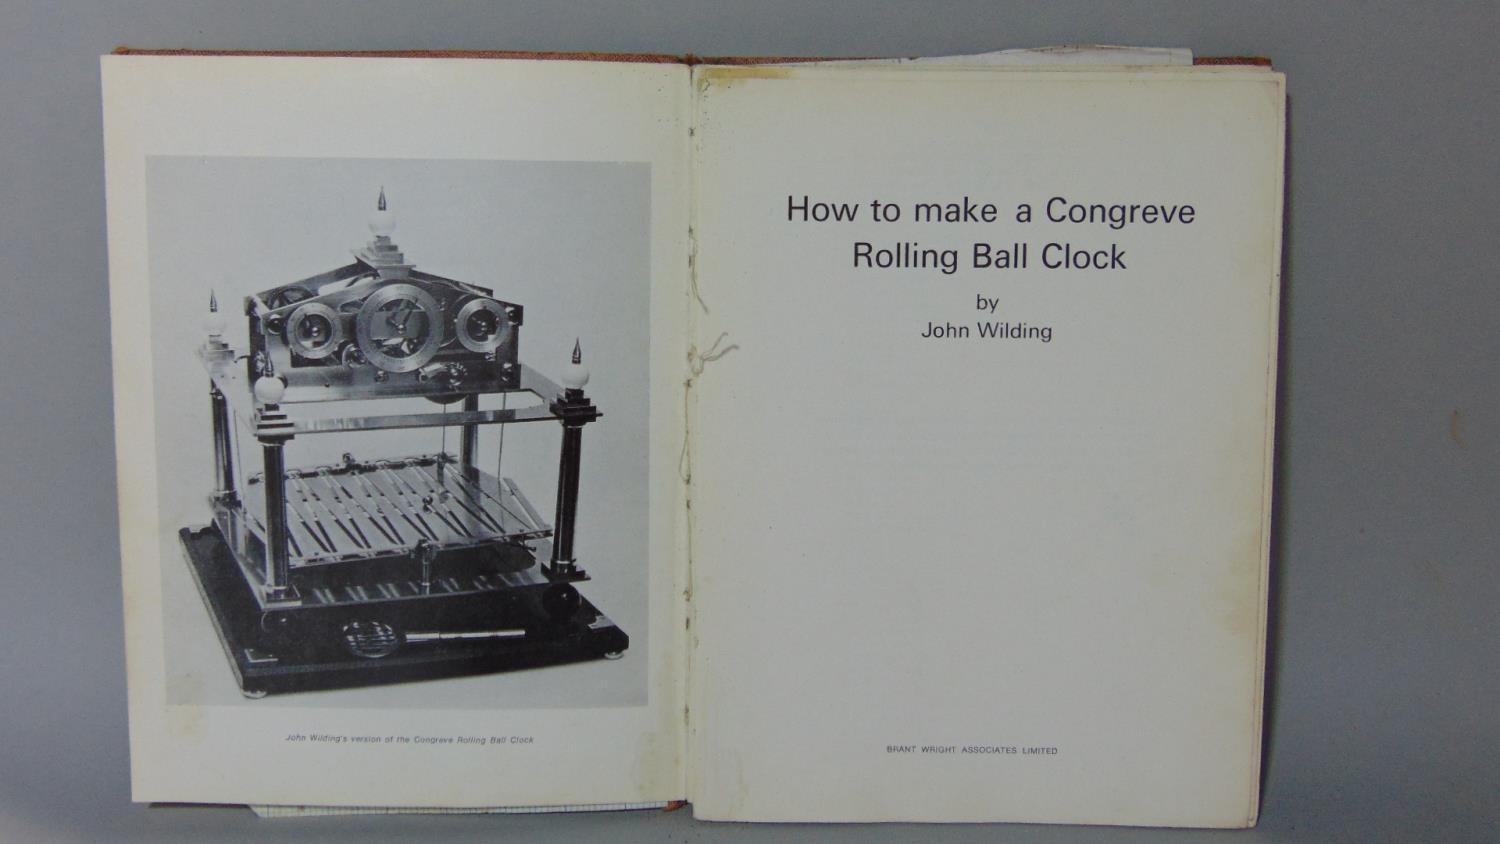 John Wilding's version of the Congreve Rolling Ball Clock
How to make a Congreve
Rolling Ball Clock
by
John Wilding
BRANT WRIGHT ASSOCIATES LIMITED